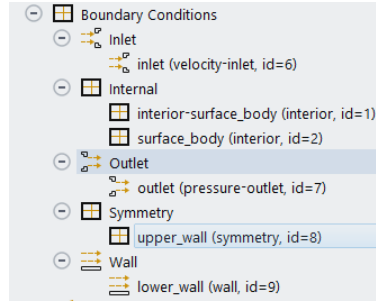 Boundary Conditions
Inlet
inlet (velocity-inlet, id=6)
Internal
interior-surface_body (interior, id=1)
surface_body (interior, id=2)
Outlet
outlet (pressure-outlet, id=7)
Symmetry
upper_wall (symmetry, id=8)
Wall
lower_wall (wall, id=9)